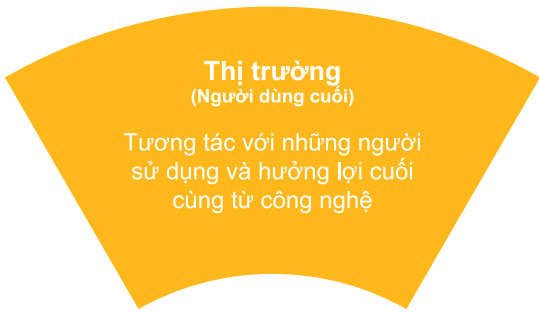 Thị trường
(Người dùng cuối)
Tương tác với những người
sử dụng và hưởng lợi cuối
cùng từ công nghệ